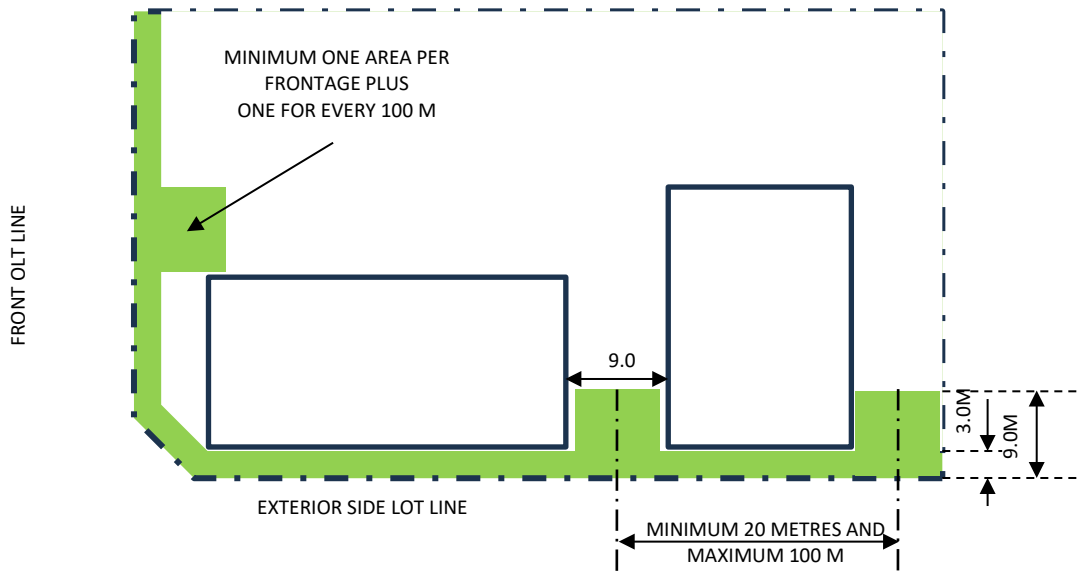 MINIMUM ONE AREA PER
FRONTAGE PLUS
ONE FOR EVERY 100 M
FRONT OLT LINE
9.0
3.0M
9.0M
EXTERIOR SIDE LOT LINE
MINIMUM 20 METRES AND
MAXIMUM 100 M